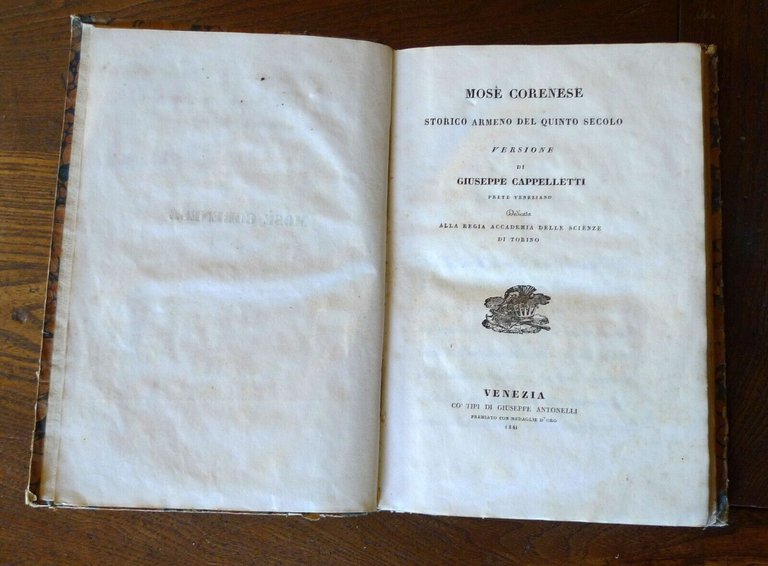 MOSÈ CORENESE
STORICO ARMENO DEL QUINTO SECOLO
VERSIONE
DI
GIUSEPPE CAPPELLETTI
PRETE VENEZIANO
Dedicata
ALLA REGIA ACCADEMIA DELLE SCIENZE
DI TORINO
VENEZIA
CO' TIPI DI GIUSEPPE ANTONELLI
PREMIATO CON MEDAGLIE D'ORO
1841